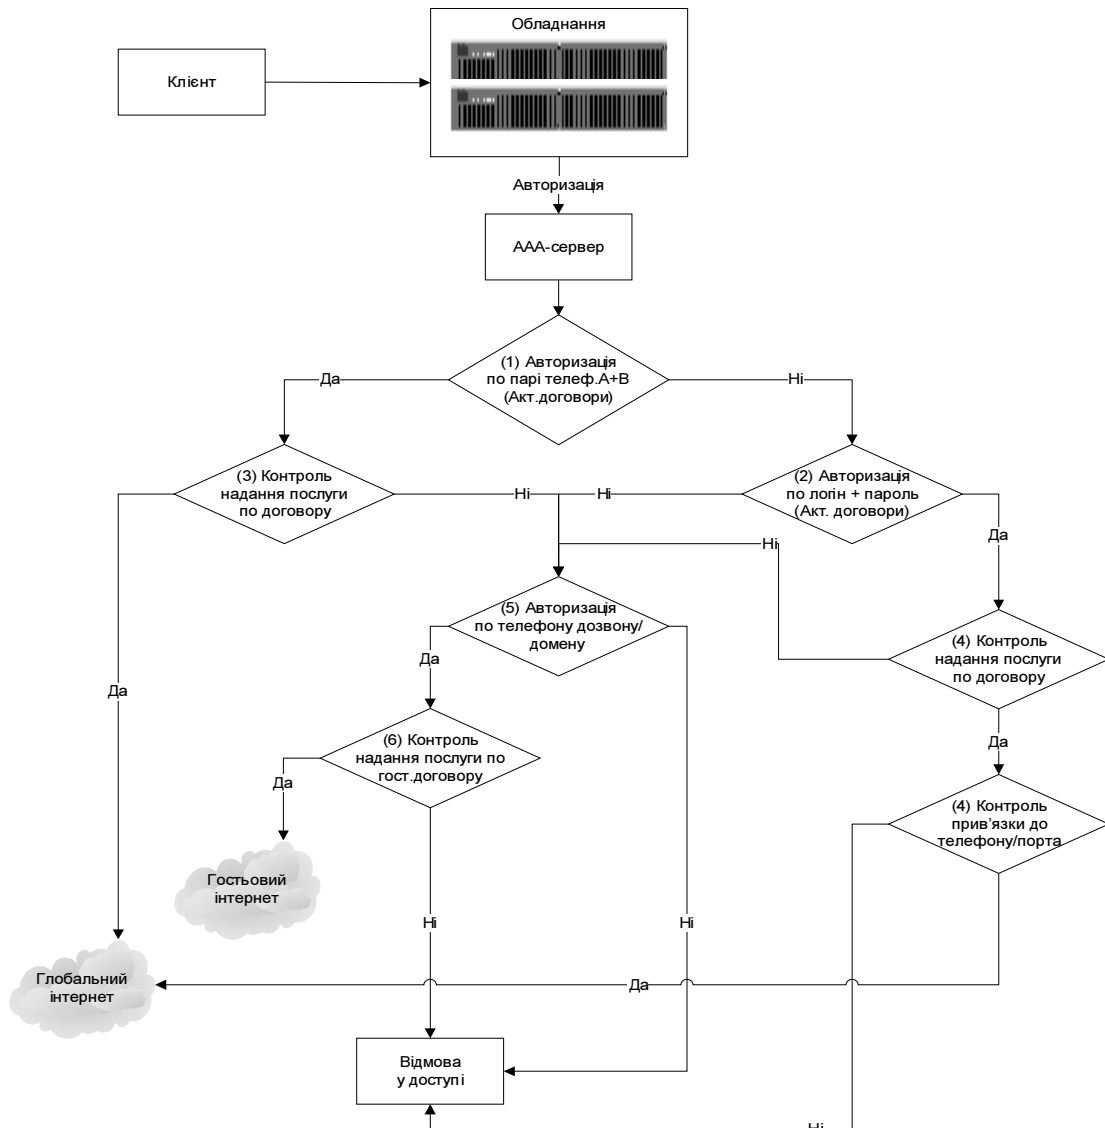 Обладнання
Клієнт
Авторизація
ААА-сервер
(1) Авторизація
по парі телеф.А+В
(Акт.договори)
Да
Ні
(3) Контроль
надання послуги
по договору
Ні
Ні
(2) Авторизація
по логін + пароль
(Акт. договори)
Да
Ні
(5) Авторизація
по телефону дозвону/
домену
Да
(4) Контроль
надання послуги
по договору
Да
Да
(6) Контроль
надання послуги по
гост.договору
Да
(4) Контроль
прив’язки до
телефону/порта
Гостьовий
інтернет
Ні
Ні
Глобальний
інтернет
Да
Відмова
у доступі
Ні